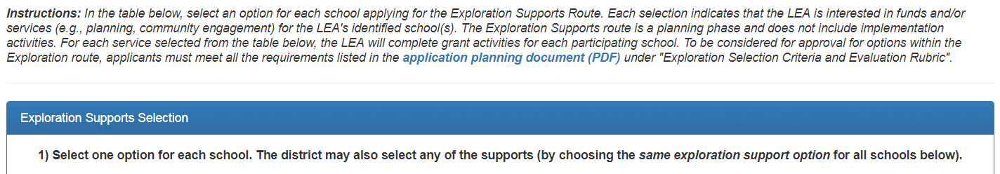 Instructions: In the table below, select an option for each school applying for the Exploration Supports Route. Each selection indicates that the LEA is interested in funds and/or
services (e.g., planning, community engagement) for the LEA's identified school(s). The Exploration Supports route is a planning phase and does not include implementation
activities. For each service selected from the table below, the LEA will complete grant activities for each participating school. To be considered for approval for options within the
Exploration route, applicants must meet all the requirements listed in the application planning document (PDF) under "Exploration Selection Criteria and Evaluation Rubric".
Exploration Supports Selection
1) Select one option for each school. The district may also select any of the supports (by choosing the same exploration support option for all schools below).